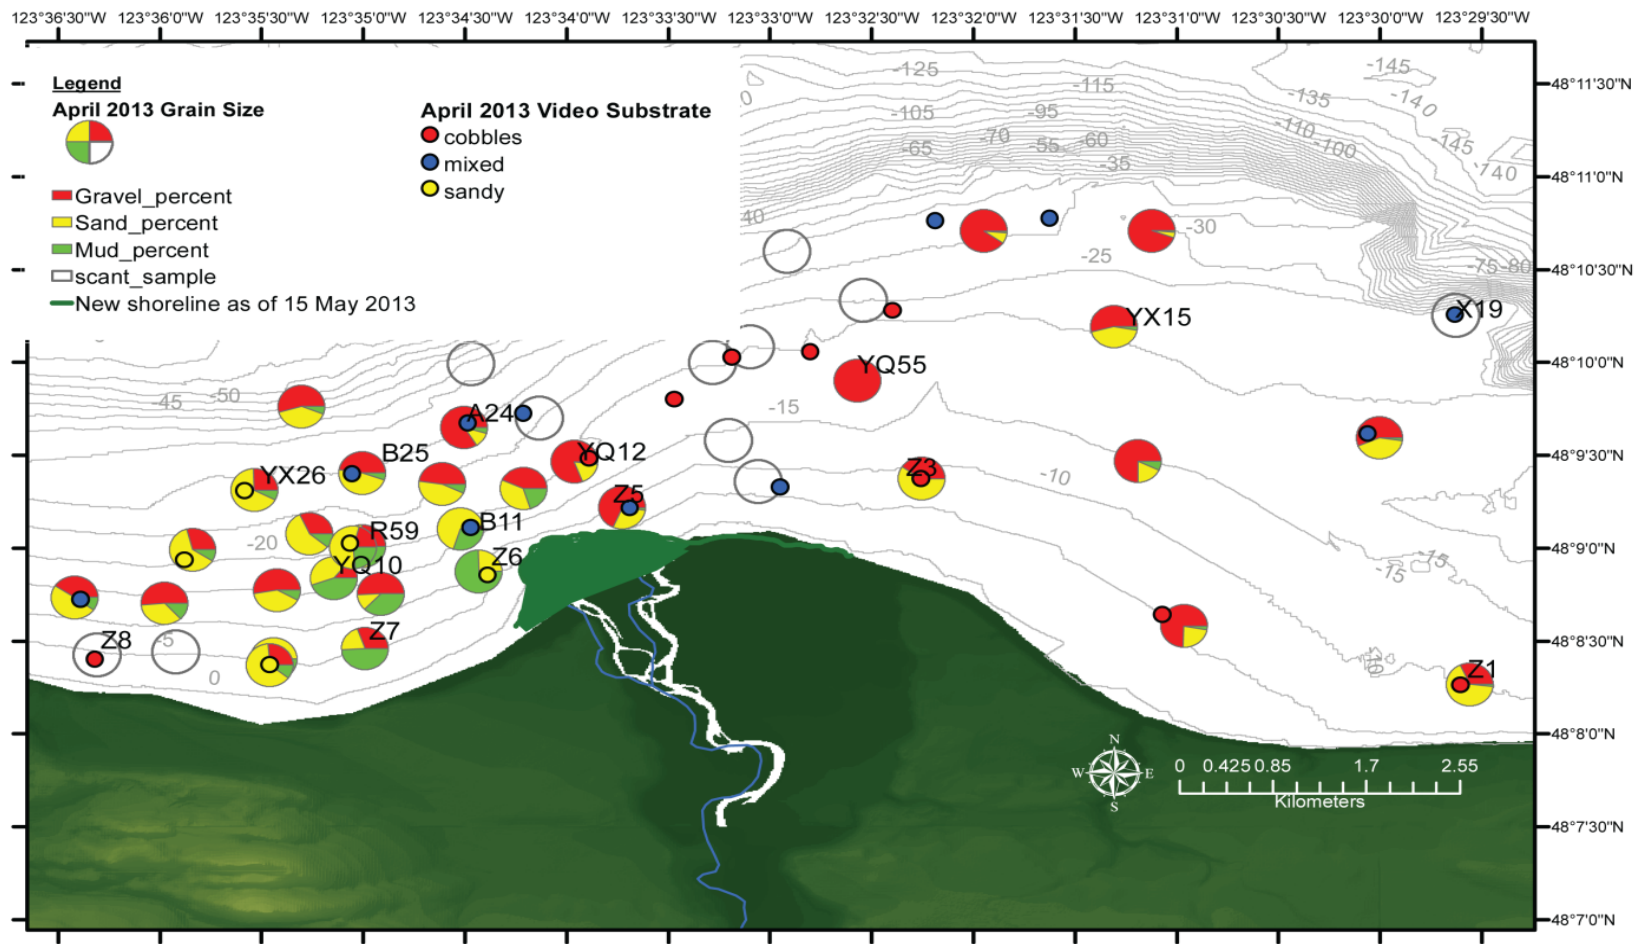 123°36'30"W 123°36'0"W 123°35'30"W 123°35'0"W 123°34'30"W 123°34'0"W 123°33'30"W 123°33'0"W 123°32'30"W 123°32'0"W 123°31'30"W 123°31'0"W 123°30'30"W 123°30'0"W 123°29'30"W
Legend
April 2013 Grain Size
Gravel_percent
Sand_percent
Mud_percent
scant_sample
New shoreline as of 15 May 2013
April 2013 Video Substrate
cobbles
mixed
sandy
-125
-145
-115
-135
-140
-105
-95
-110
-70
-60
-145
-65
-55
-100
-35
-140
40
-30
-25
-75
-80
X19
YX15
YQ55
-50
-45
-15
A24
B25
YQ12
YX26
Z3
-10
Z5
B11
R59
-20
Z6
YQ10
-15
-15
Z7
Z8
-5
0
-10
Z1
48°11'30"N
48°11'0"N
48°10'30"N
48°10'0"N
48°9'30"N
48°9'0"N
48°8'30"N
48°8'0"N
48°7'30"N
48°7'0"N
N
W E
S
0 0.425 0.85 1.7 2.55
Kilometers